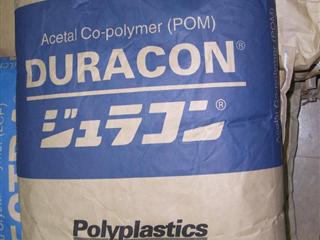 Acetal Co-polymer (POM)
DURACON®
ジュラコン®
Polyplastics